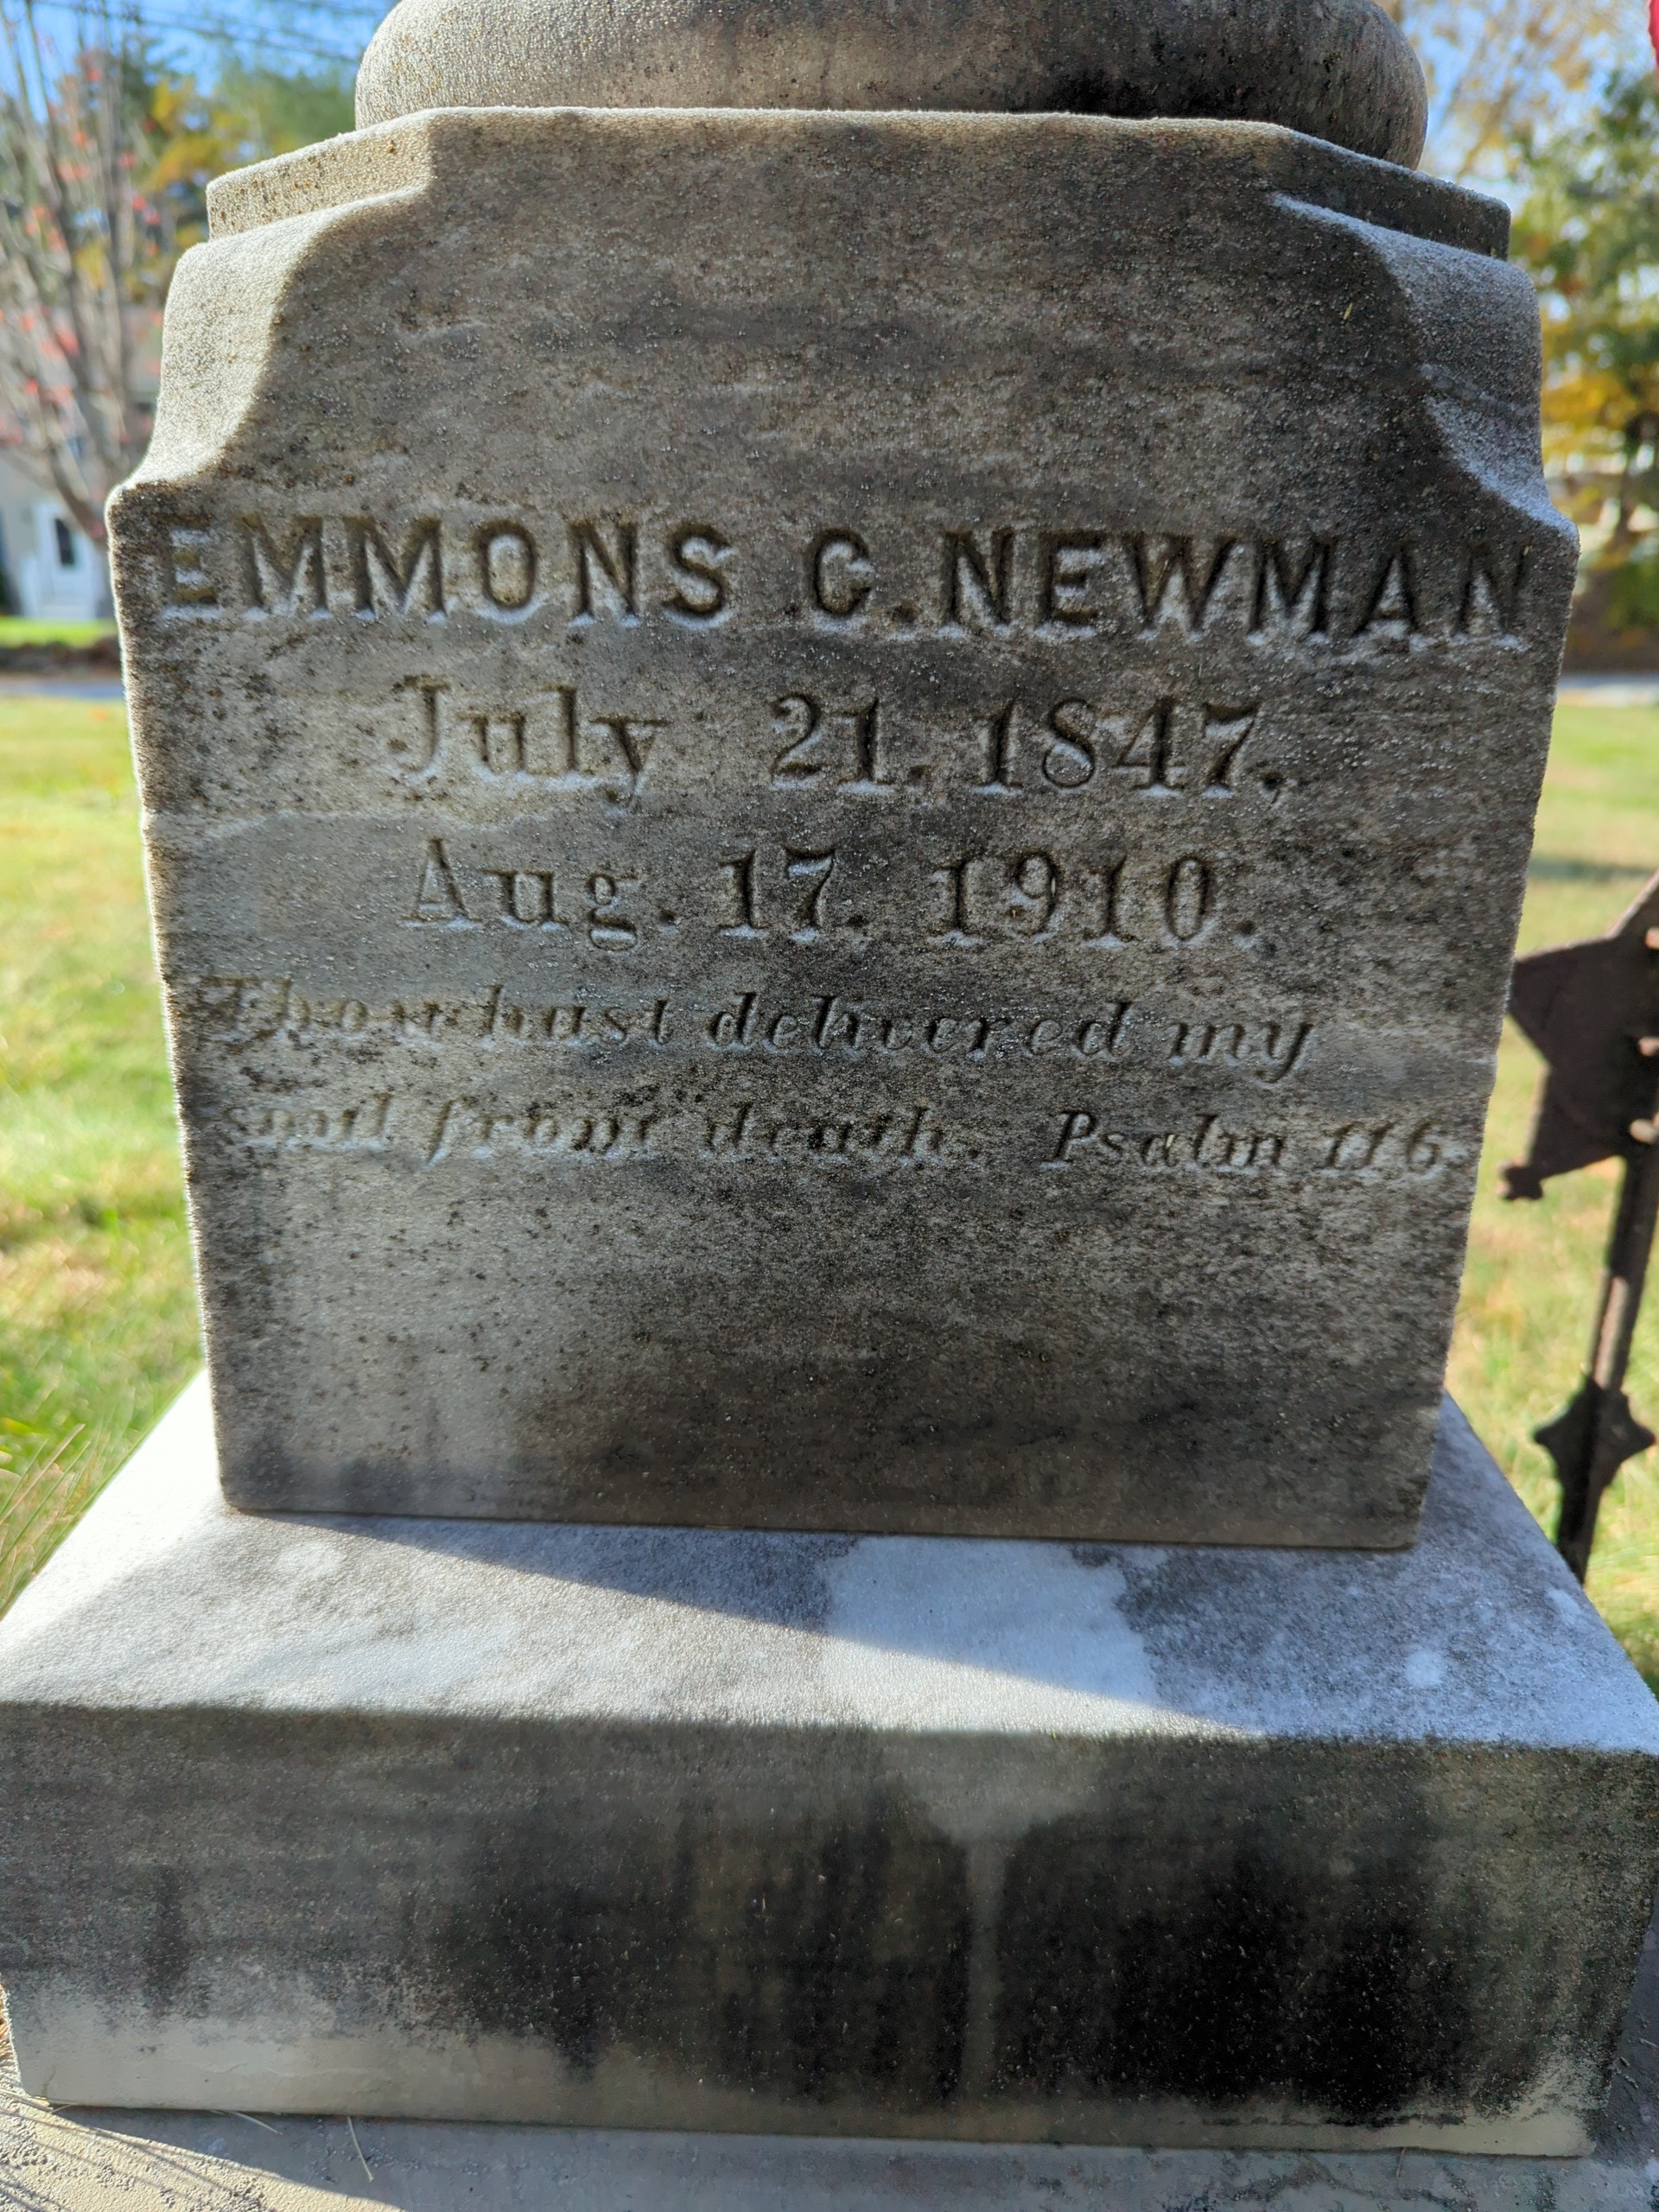 EMMONS C. NEWMAN
July 21, 1847,
Aug. 17, 1910.
Thou hast delivered my
soul from death. Psalm 116.